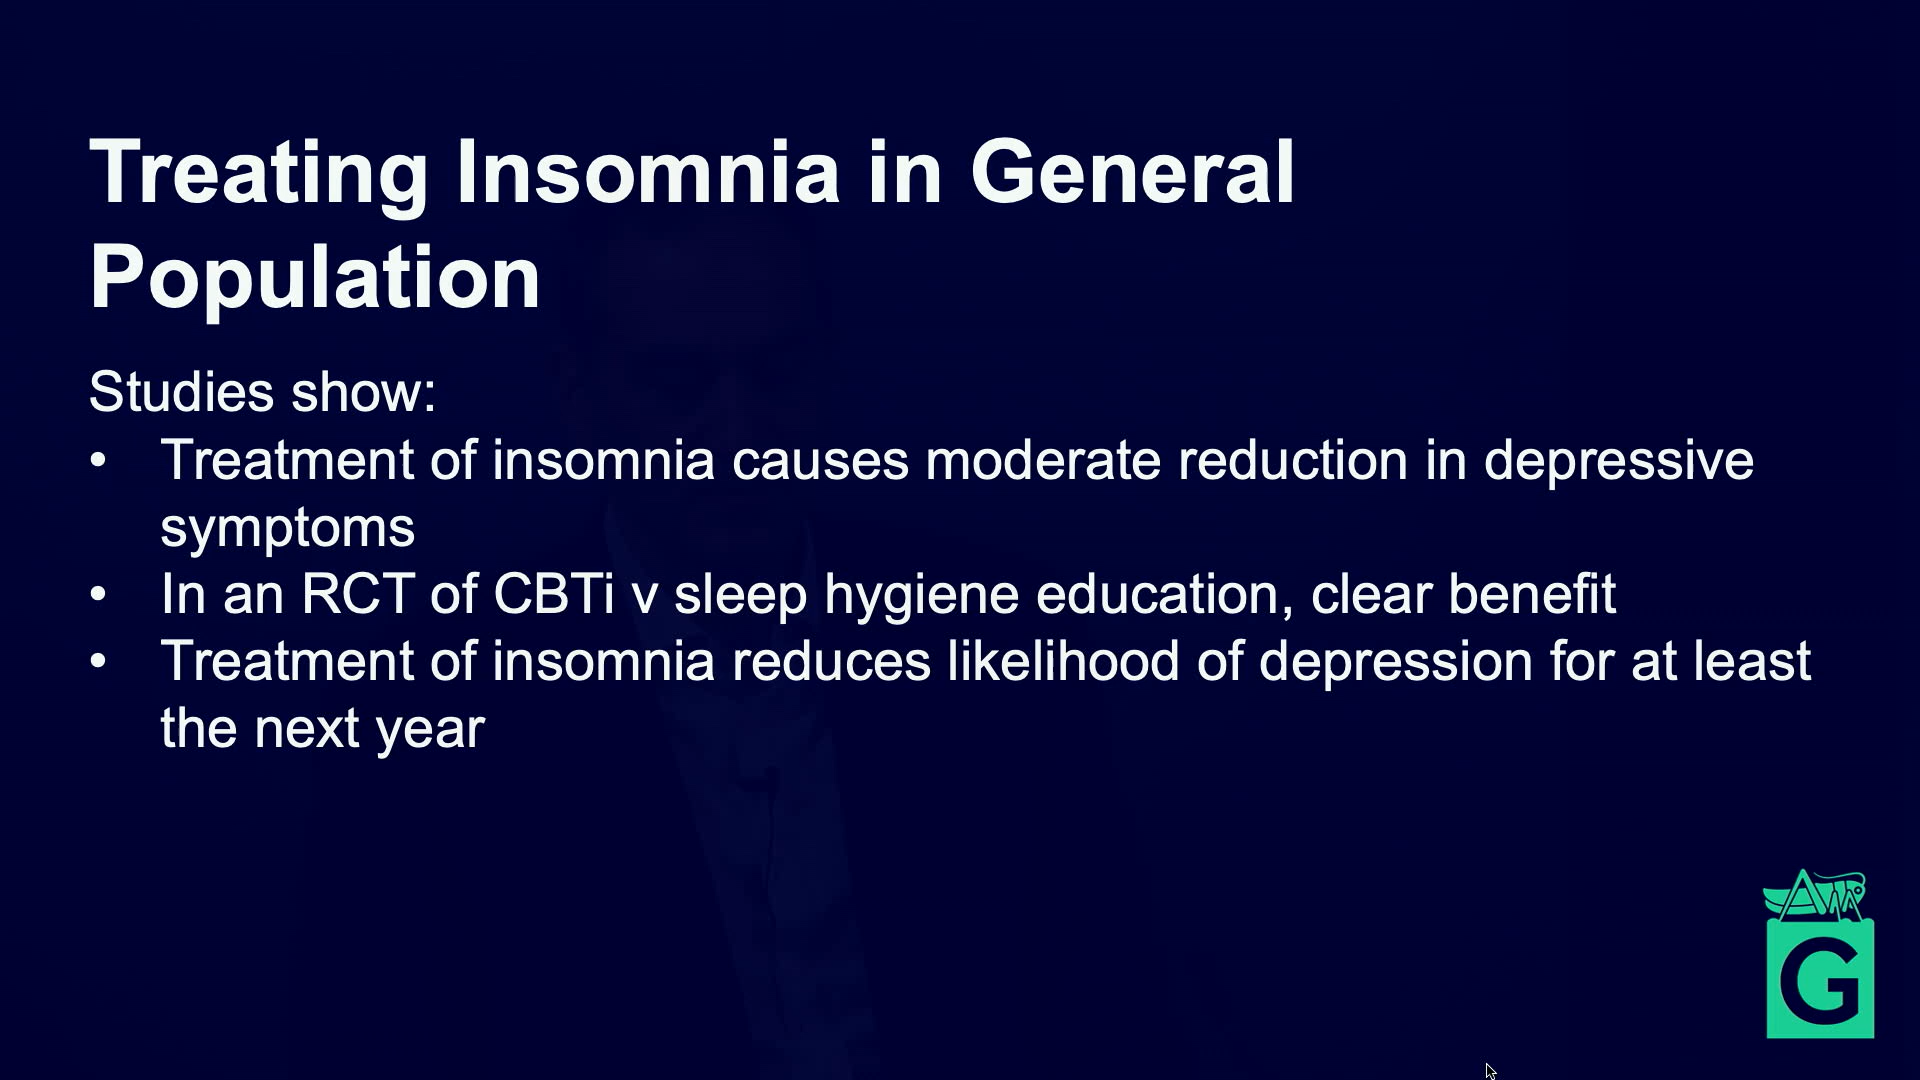 Treating Insomnia in General
Population
Studies show:
• Treatment of insomnia causes moderate reduction in depressive
symptoms
• In an RCT of CBTi v sleep hygiene education, clear benefit
• Treatment of insomnia reduces likelihood of depression for at least
the next year
G